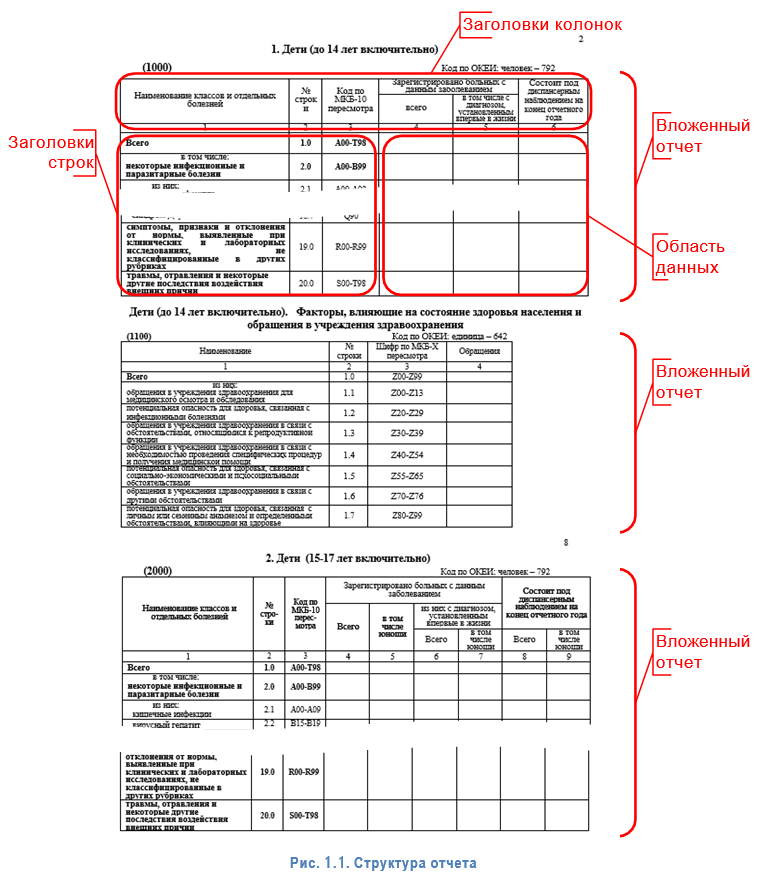 Заголовки колонок
2
1. Дети (до 14 лет включительно)
(1000)
Код по ОКЕИ: человек – 792
Наименование классов и отдельных болезней
№ строк и
Код по МКБ-10 пересмотра
Зарегистрировано больных с данным заболеванием
всего
в том числе с диагнозом, установленным впервые в жизни
Состоит под диспансерным наблюдением на конец отчетного года
1 2 3 4 5 6
Заголовки строк
Вложенный отчет
Всего 1.0 A00-T98
в том числе:
некоторые инфекционные и
паразитарные болезни 2.0 A00-B99
из них: 2.1
симптомы, признаки и отклонения
от нормы, выявленные при
клинических и лабораторных
исследованиях, не
классифицированные в других
рубриках 19.0 R00-R99
травмы, отравления и некоторые
другие последствия воздействия
внешних причин 20.0 S00-T98
Область данных
Дети (до 14 лет включительно). Факторы, влияющие на состояние здоровья населения и
обращения в учреждения здравоохранения
(1100)
Код по ОКЕИ: единица – 642
Наименование
№ строки
Шифр по МКБ-X пересмотра
Обращения
1 2 3 4
Всего 1.0 Z00-Z99
из них:
обращения в учреждения здравоохранения для
медицинского осмотра и обследования 1.1 Z00-Z13
потенциальная опасность для здоровья, связанная с
инфекционными болезнями 1.2 Z20-Z29
обращения в учреждения здравоохранения в связи с
обстоятельствами, относящимися к репродуктивной
функции 1.3 Z30-Z39
обращения в учреждения здравоохранения в связи с
необходимостью проведения специфических процедур
и получения медицинской помощи 1.4 Z40-Z54
потенциальная опасность для здоровья, связанная с
социально-экономическими и психосоциальными
обстоятельствами 1.5 Z55-Z65
обращения в учреждения здравоохранения в связи с
другими обстоятельствами 1.6 Z70-Z76
потенциальная опасность для здоровья, связанная с
личным или семейным анамнезом и определенными
обстоятельствами, влияющими на здоровье 1.7 Z80-Z99
Вложенный отчет
8
2. Дети (15-17 лет включительно)
(2000)
Код по ОКЕИ: человек – 792
Наименование классов и отдельных болезней
№ стро- ки
Код по МКБ-10 перес- мотра
Зарегистрировано больных с данным заболеванием
Всего
в том числе юноши
из них с диагнозом, установленным впервые в жизни
Всего
в том числе юноши
Состоит под диспансерным наблюдением на конец отчетного года
Всего
в том числе юноши
1 2 3 4 5 6 7 8 9
Всего 1.0 A00-T98
в том числе:
некоторые инфекционные и
паразитарные болезни 2.0 A00-B99
из них:
кишечные инфекции 2.1 A00-A09
вирусный гепатит 2.2 B15-B19
Вложенный отчет
отклонения от нормы,
выявленные при
клинических и лабораторных
исследованиях, не
классифицированные в
других рубриках 19.0 R00-R99
травмы, отравления и
некоторые другие
последствия воздействия
внешних причин 20.0 S00-T98
Рис. 1.1. Структура отчета